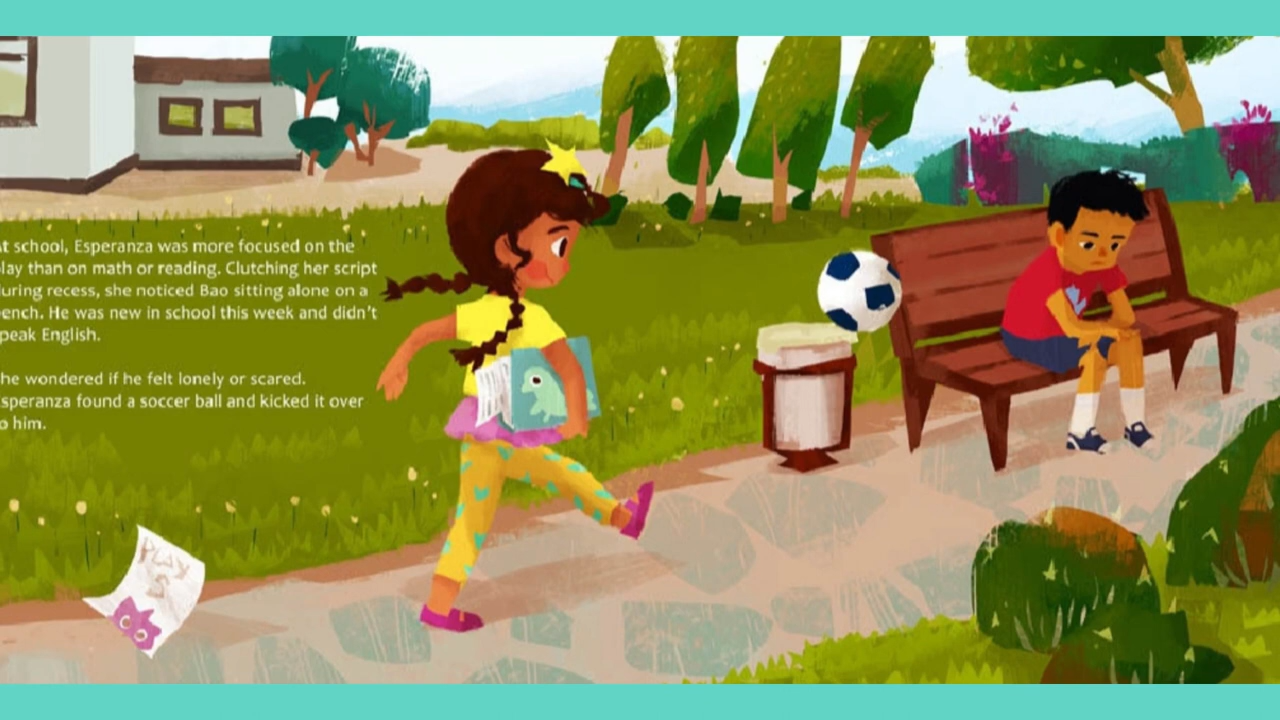 At school, Esperanza was more focused on the
lay than on math or reading. Clutching her script
uring recess, she noticed Bao sitting alone on a
ench. He was new in school this week and didn't
peak English.
he wondered if he felt lonely or scared.
speranza found a soccer ball and kicked it over
o him.